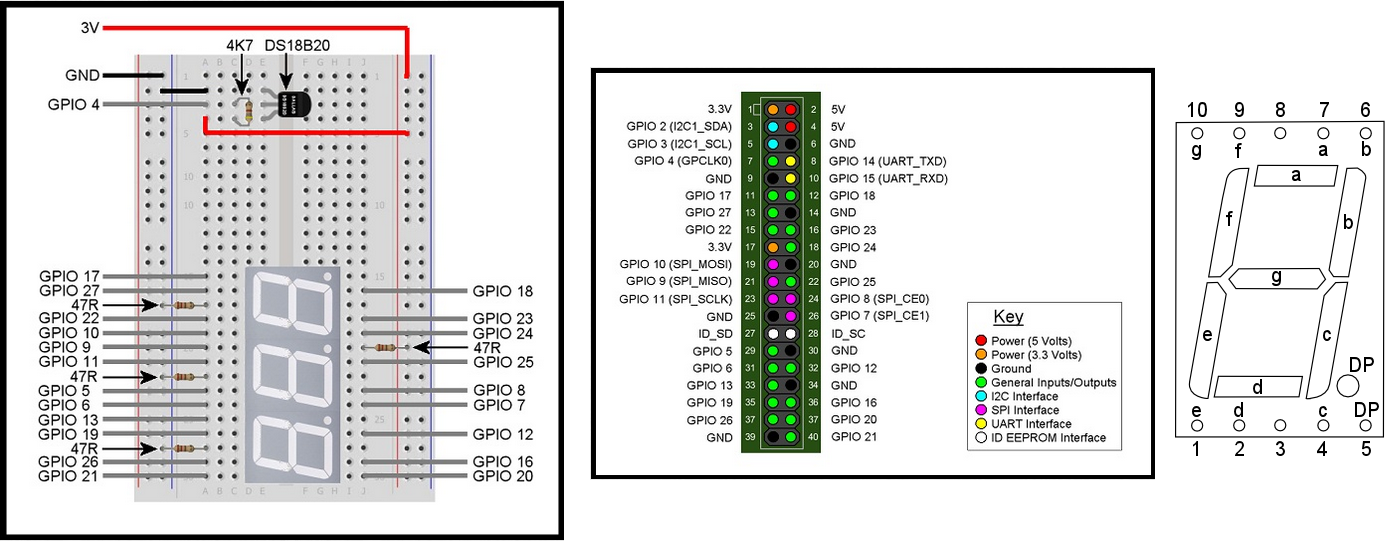 3V
4K7 DS18B20
GND
GPIO 4
A B C D E F G H I J
1 1
5 5
10 10
15
25
GPIO 17
GPIO 27
47R
GPIO 22
GPIO 10
GPIO 9
GPIO 11
47R
GPIO 5
GPIO 6
GPIO 13
GPIO 19
47R
GPIO 26
GPIO 21
GPIO 18
GPIO 23
GPIO 24
47R
GPIO 25
GPIO 8
GPIO 7
GPIO 12
GPIO 16
GPIO 20
A B C D E F G H I J
3.3V 1 2 5V
GPIO 2 (I2C1_SDA) 3 4 5V
GPIO 3 (I2C1_SCL) 5 6 GND
GPIO 4 (GPCLK0) 7 8 GPIO 14 (UART_TXD)
GND 9 10 GPIO 15 (UART_RXD)
GPIO 17 11 12 GPIO 18
GPIO 27 13 14 GND
GPIO 22 15 16 GPIO 23
3.3V 17 18 GPIO 24
GPIO 10 (SPI_MOSI) 19 20 GND
GPIO 9 (SPI_MISO) 21 22 GPIO 25
GPIO 11 (SPI_SCLK) 23 24 GPIO 8 (SPI_CE0)
GND 25 26 GPIO 7 (SPI_CE1)
ID_SD 27 28 ID_SC
GPIO 5 29 30 GND
GPIO 6 31 32 GPIO 12
GPIO 13 33 34 GND
GPIO 19 35 36 GPIO 16
GPIO 26 37 37 GPIO 20
GND 39 40 GPIO 21
Key
Power (5 Volts)
Power (3.3 Volts)
Ground
General Inputs/Outputs
I2C Interface
SPI Interface
UART Interface
ID EEPROM Interface
10 9 8 7 6
g f a b
a
f b
g
e c
d
DP
e d c DP
1 2 3 4 5